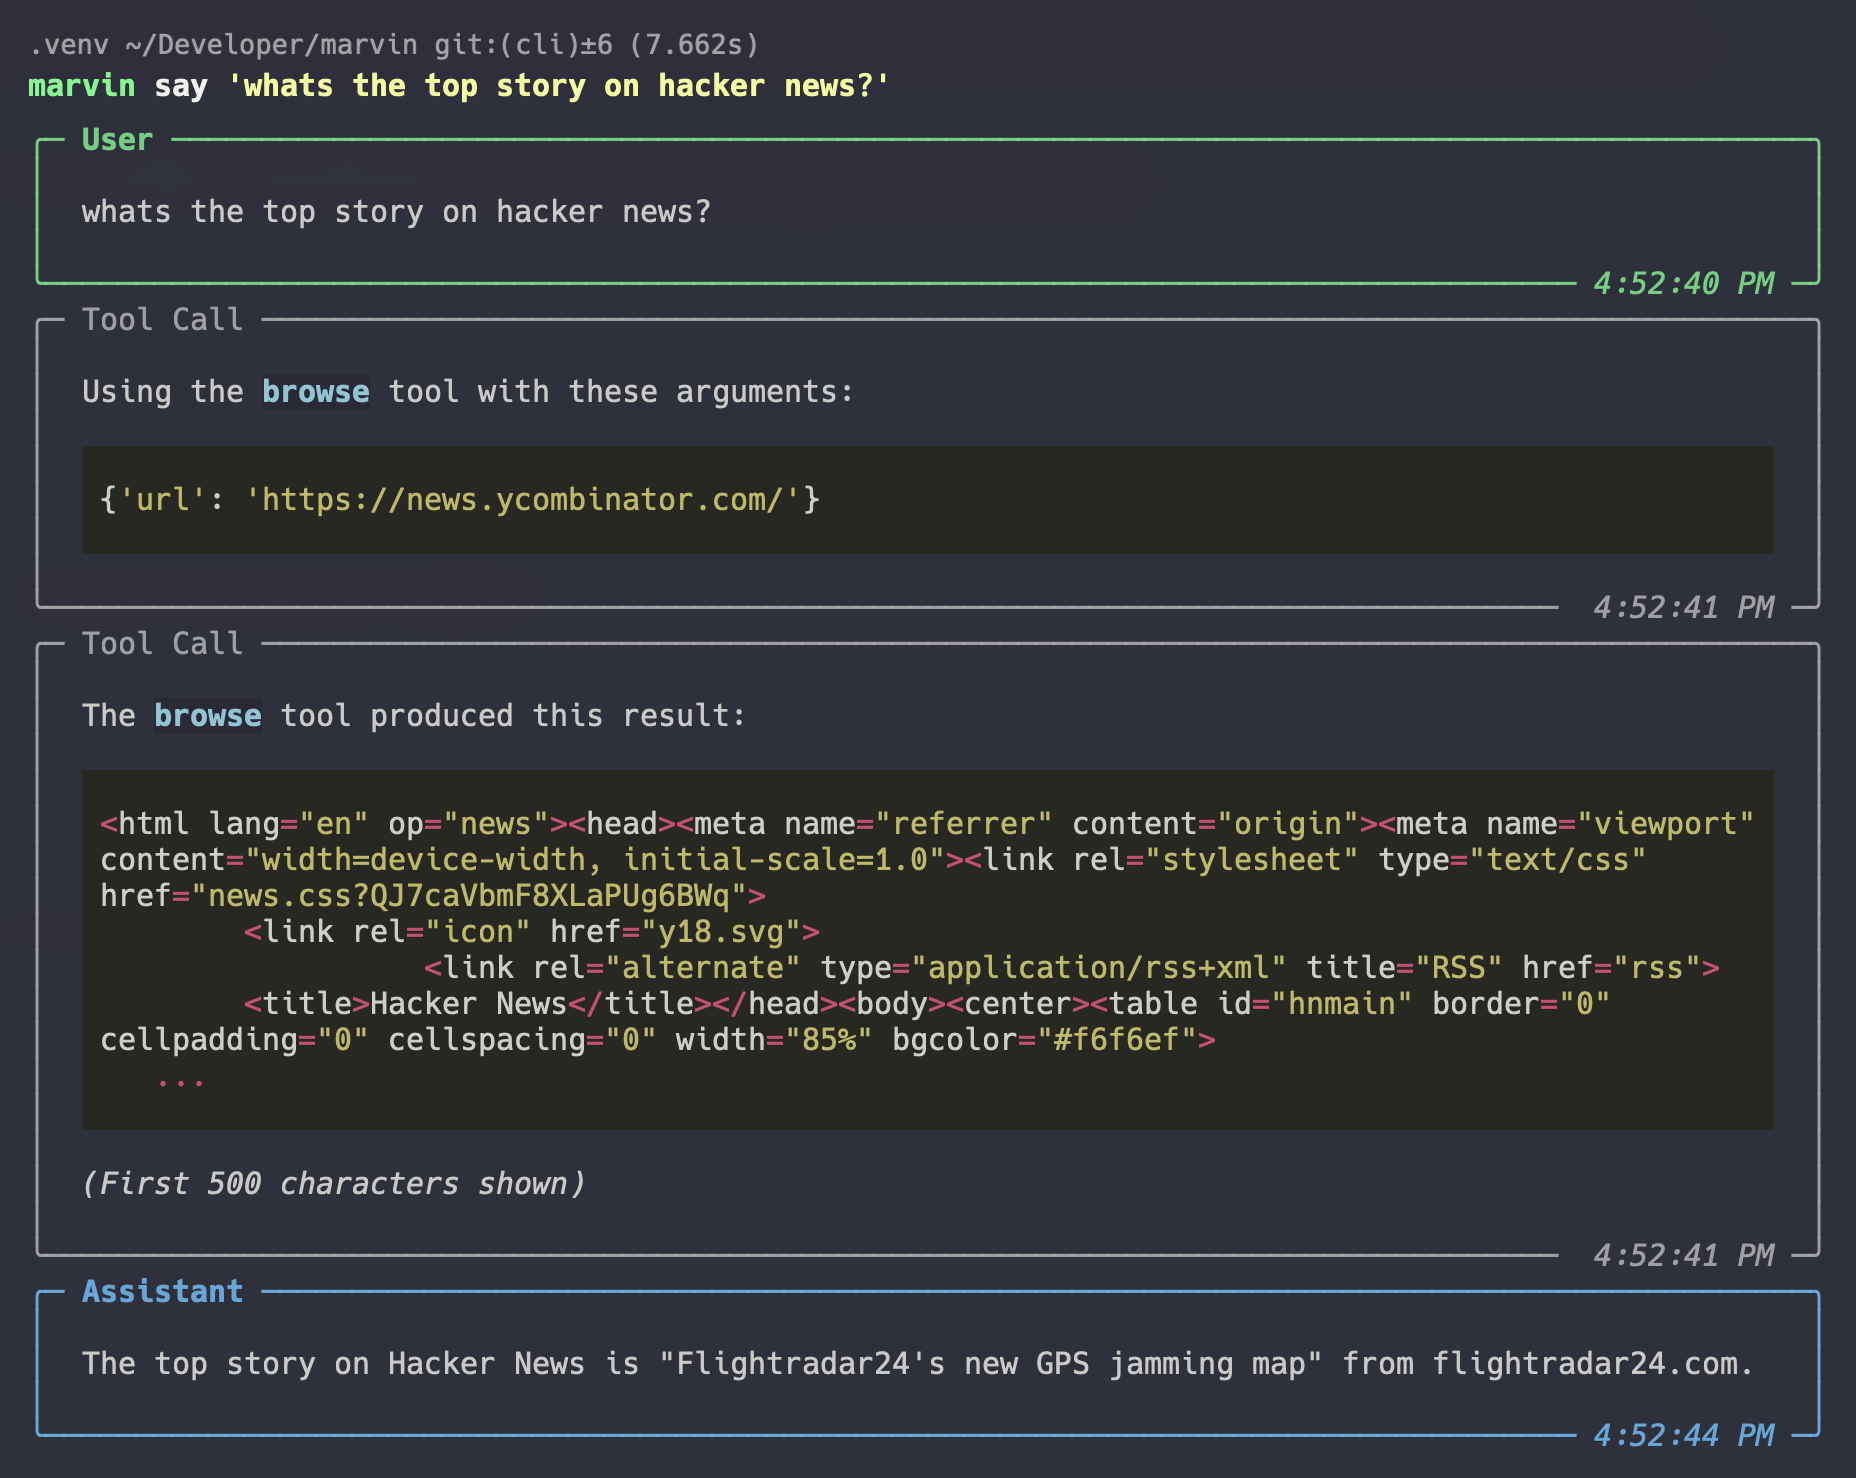 .venv ~/Developer/marvin git:(cli)±6 (7.662s)
marvin say 'whats the top story on hacker news?'
User
whats the top story on hacker news?
4:52:40 PM
Tool Call
Using the browse tool with these arguments:
{'url': 'https://news.ycombinator.com/'}
4:52:41 PM
Tool Call
The browse tool produced this result:
<html lang="en" op="news"><head><meta name="referrer" content="origin"><meta name="viewport"
content="width=device-width, initial-scale=1.0"><link rel="stylesheet" type="text/css"
href="news.css?QJ7caVbmF8XLaPUg6BWq">
<link rel="icon" href="y18.svg">
<link rel="alternate" type="application/rss+xml" title="RSS" href="rss">
<title>Hacker News</title></head><body><center><table id="hnmain" border="0"
cellpadding="0" cellspacing="0" width="85%" bgcolor="#f6f6ef">
...
(First 500 characters shown)
4:52:41 PM
Assistant
The top story on Hacker News is "Flightradar24's new GPS jamming map" from flightradar24.com.
4:52:44 PM